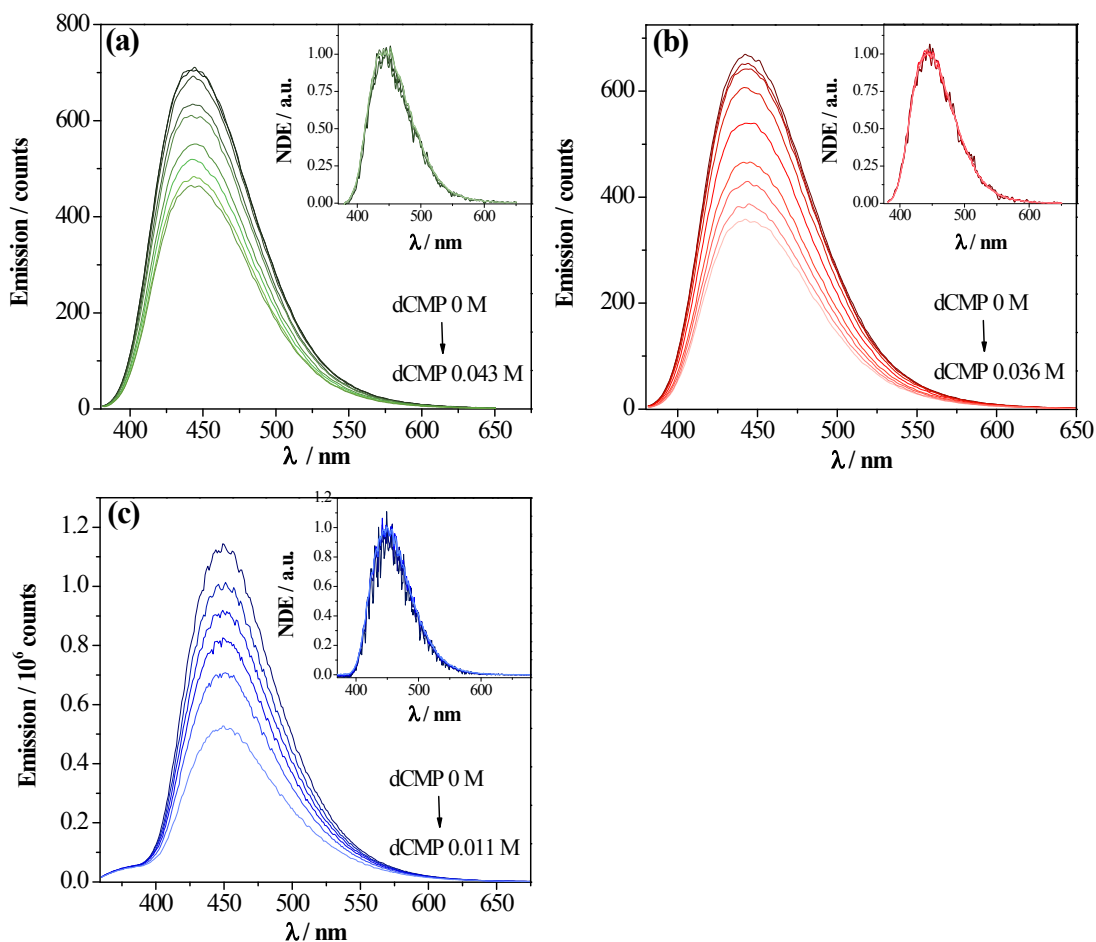 (a)
800
600
400
200
0
Emission / counts
400 450 500 550 600 650
λ / nm
1.00
0.75
0.50
0.25
0.00
NDE / a.u.
400 500 600
λ / nm
dCMP 0 M
dCMP 0.043 M
(b)
600
500
400
300
200
100
0
Emission / counts
400 450 500 550 600 650
λ / nm
1.00
0.75
0.50
0.25
0.00
NDE / a.u.
400 500 600
λ / nm
dCMP 0 M
dCMP 0.036 M
(c)
1.2
1.0
0.8
0.6
0.4
0.2
0.0
Emission / 10⁶ counts
400 450 500 550 600 650
λ / nm
1.2
1.0
0.8
0.6
0.4
0.2
0.0
NDE / a.u.
400 500 600
λ / nm
dCMP 0 M
dCMP 0.011 M